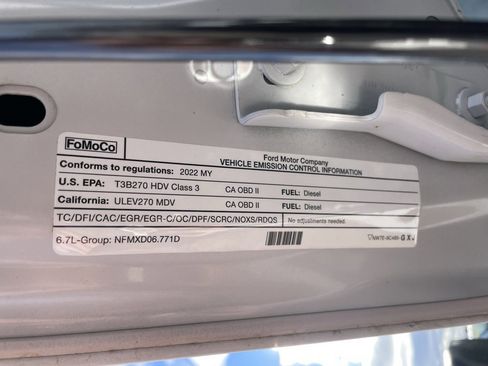 FoMoCo
Ford Motor Company
VEHICLE EMISSION CONTROL INFORMATION
Conforms to regulations: 2022 MY
U.S. EPA: T3B270 HDV Class 3 CA OBD II FUEL: Diesel
California: ULEV270 MDV CA OBD II FUEL: Diesel
TC/DFI/CAC/EGR/EGR-C/OC/DPF/SCRC/NOXS/RDQS No adjustments needed.
6.7L-Group: NFMXD06.771D